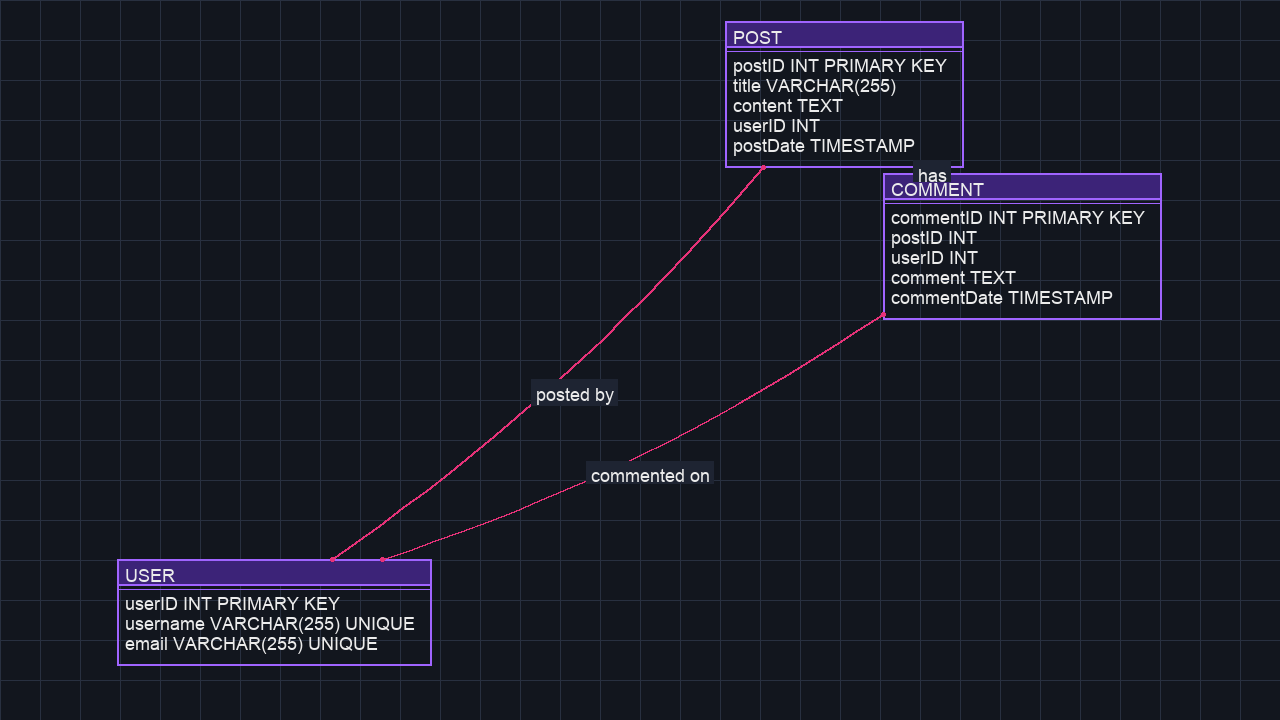 POST
postID INT PRIMARY KEY
title VARCHAR(255)
content TEXT
userID INT
postDate TIMESTAMP
has
COMMENT
commentID INT PRIMARY KEY
postID INT
userID INT
comment TEXT
commentDate TIMESTAMP
posted by
commented on
USER
userID INT PRIMARY KEY
username VARCHAR(255) UNIQUE
email VARCHAR(255) UNIQUE